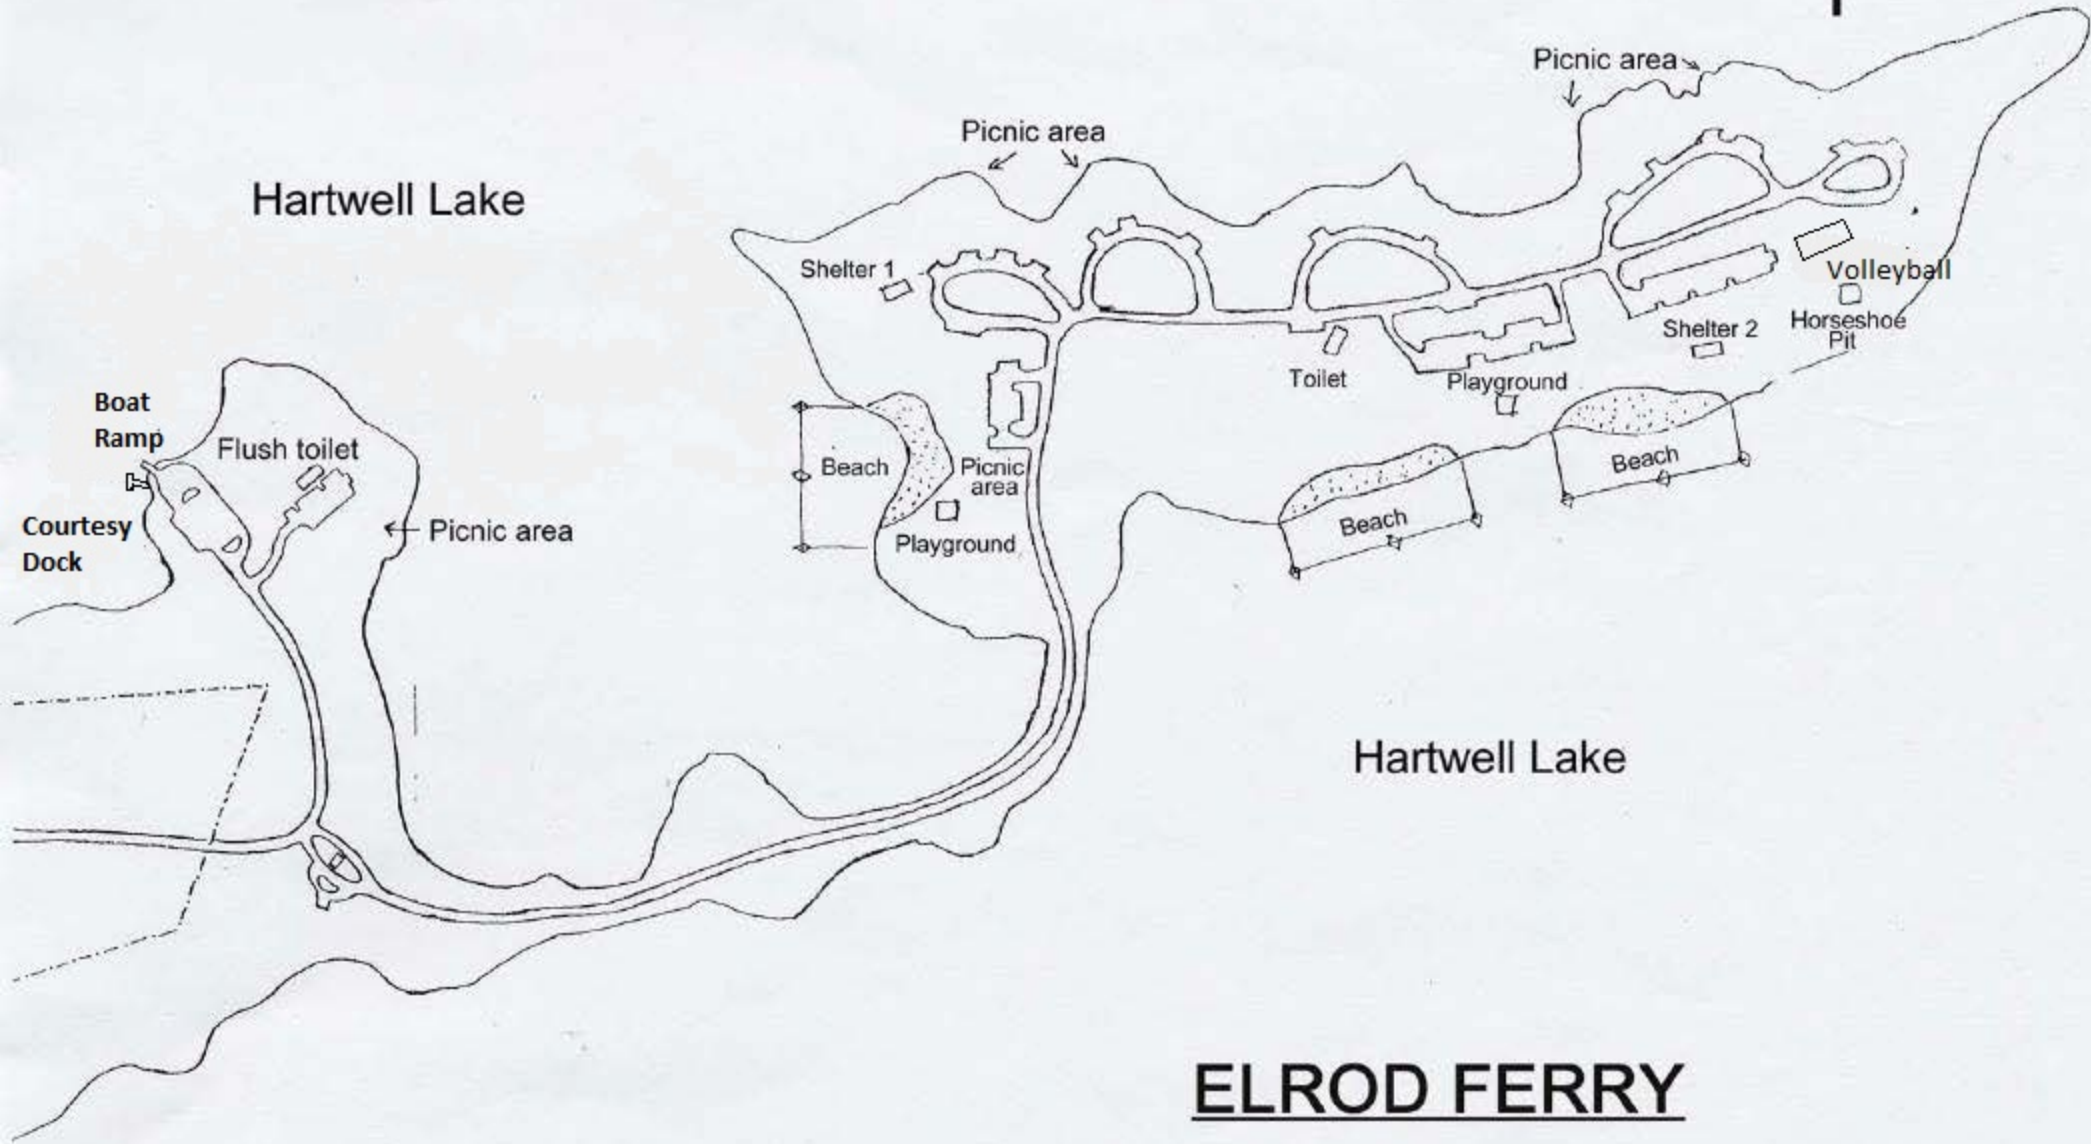 Picnic area
Picnic area
Hartwell Lake
Shelter 1
Volleyball
Horseshoe
Pit
Shelter 2
Toilet
Playground
Boat
Ramp
Flush toilet
Beach
Picnic
area
Beach
Beach
Courtesy
Dock
Picnic area
Playground
Hartwell Lake
ELROD FERRY